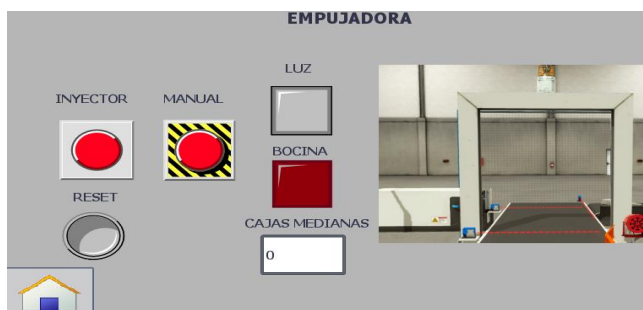 EMPUJADORA
LUZ
INYECTOR
MANUAL
BOCINA
RESET
CAJAS MEDIANAS
0